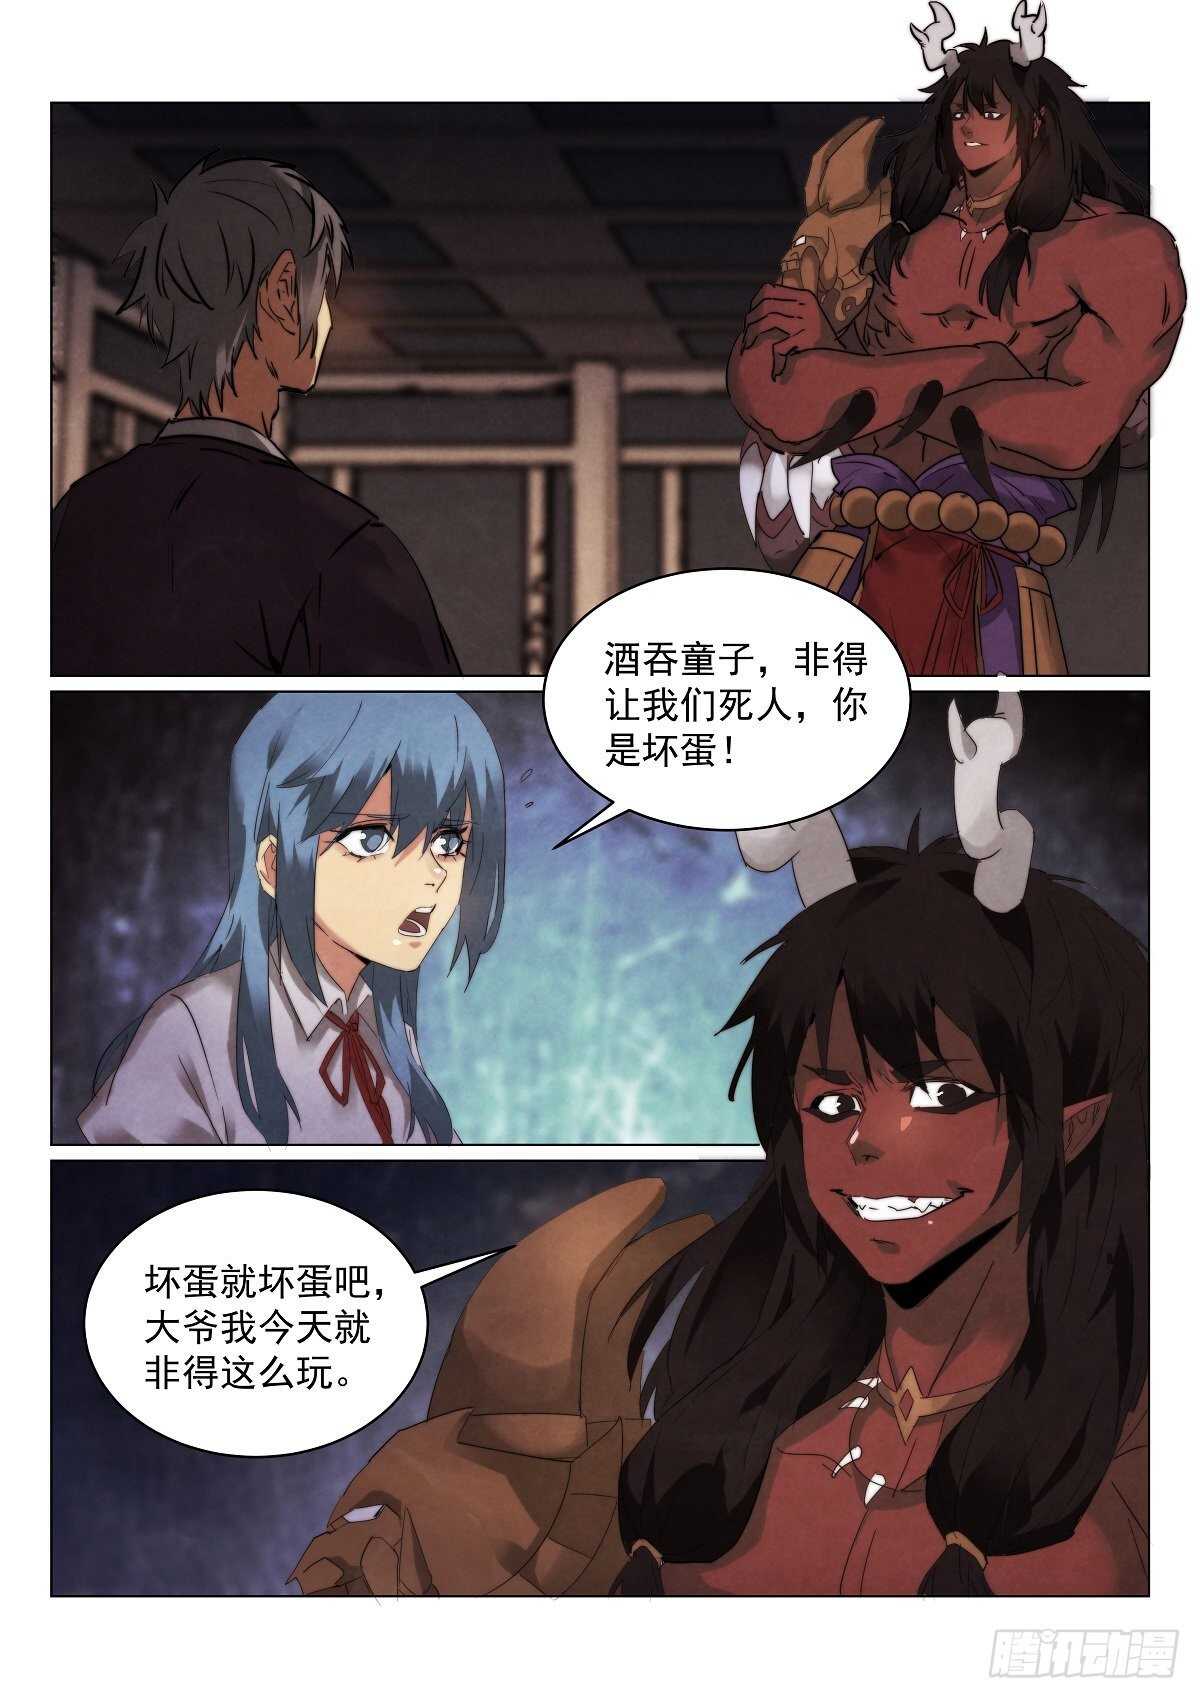 酒吞童子，非得
让我们死人，你
是坏蛋！
坏蛋就坏蛋吧，
大爷我今天就
非得这么玩。
腾讯动漫